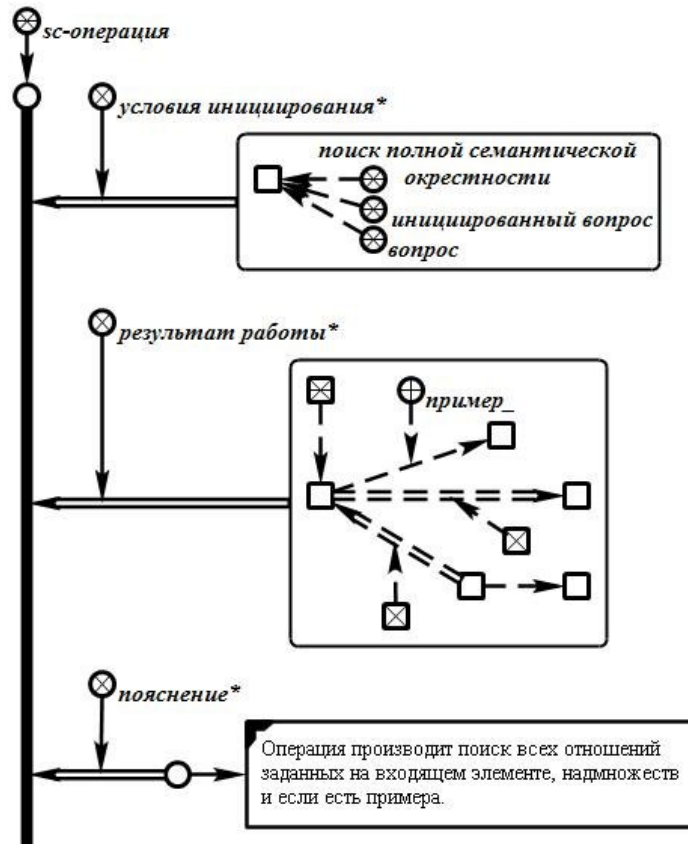 sc-операция
условия инициирования*
поиск полной семантической
окрестности
инициированный вопрос
вопрос
результат работы*
пример_
пояснение*
Операция производит поиск всех отношений
заданных на входящем элементе, надмножеств
и если есть примера.